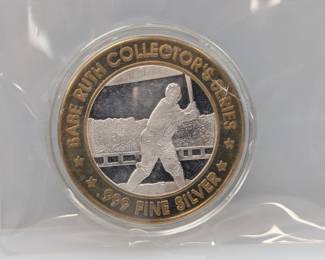 BABE RUTH COLLECTOR'S SERIES
.999 FINE SILVER